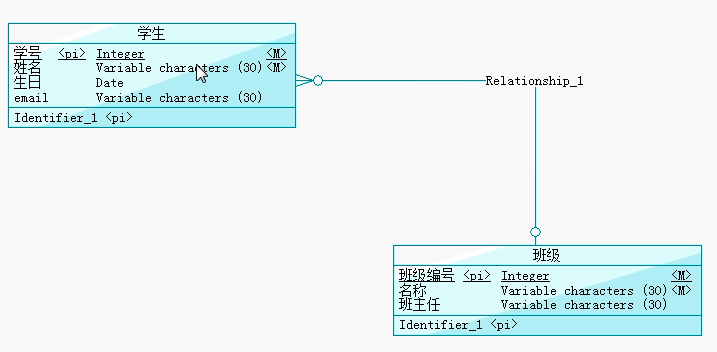 学生
学号 <pi> Integer <M>
姓名 Variable characters (30) <M>
生日 Date
email Variable characters (30)
Identifier_1 <pi>
Relationship_1
班级
班级编号 <pi> Integer <M>
名称 Variable characters (30) <M>
班主任 Variable characters (30)
Identifier_1 <pi>